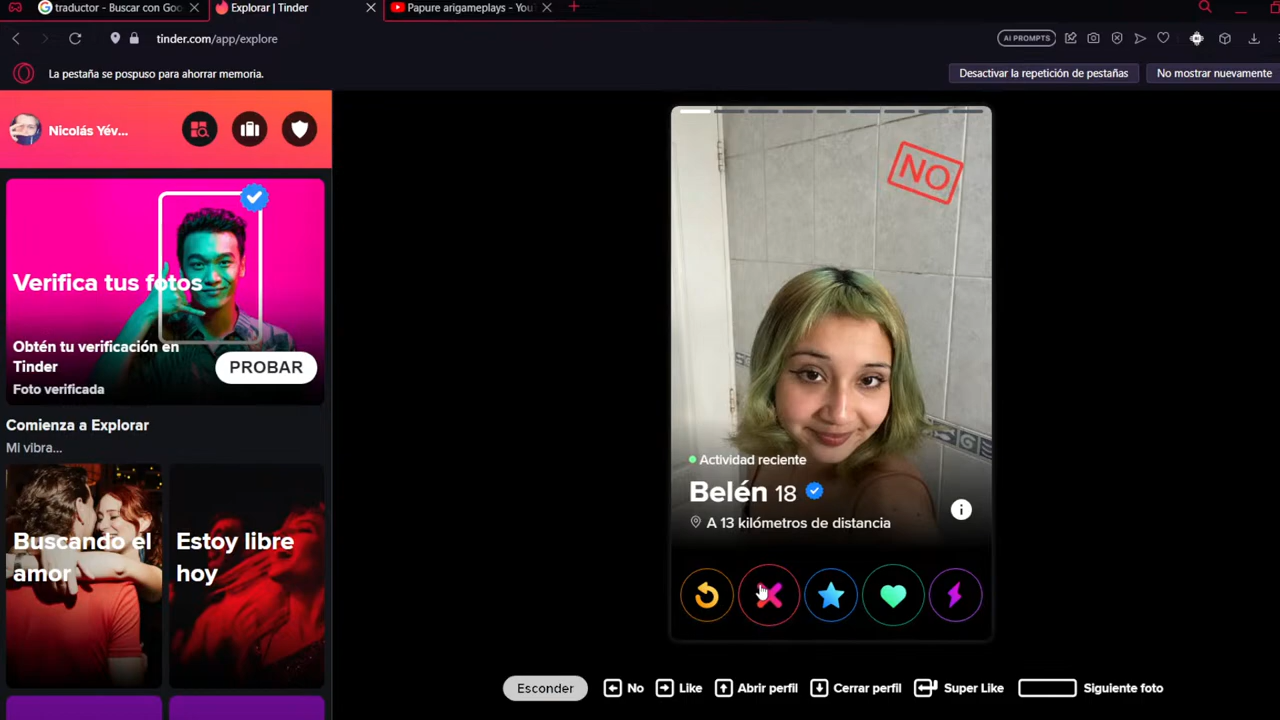 traductor - Buscar con Goo
Explorar | Tinder
Papure arigameplays - You
tinder.com/app/explore
AI PROMPTS
La pestaña se pospuso para ahorrar memoria.
Desactivar la repetición de pestañas
No mostrar nuevamente
Nicolás Yév...
Verifica tus fotos
Obtén tu verificación en
Tinder
Foto verificada
PROBAR
Comienza a Explorar
Mi vibra...
Buscando el
amor
Estoy libre
hoy
NO
Actividad reciente
Belén 18
A 13 kilómetros de distancia
Esconder
No
Like
Abrir perfil
Cerrar perfil
Super Like
Siguiente foto